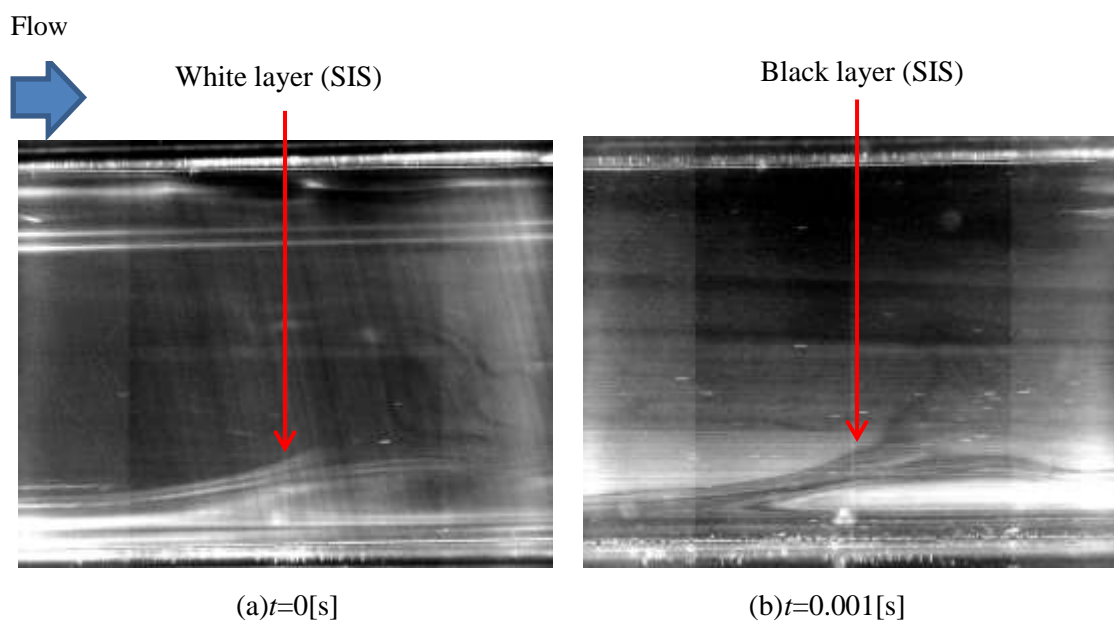 Flow
White layer (SIS)
Black layer (SIS)
(a)t=0[s]
(b)t=0.001[s]